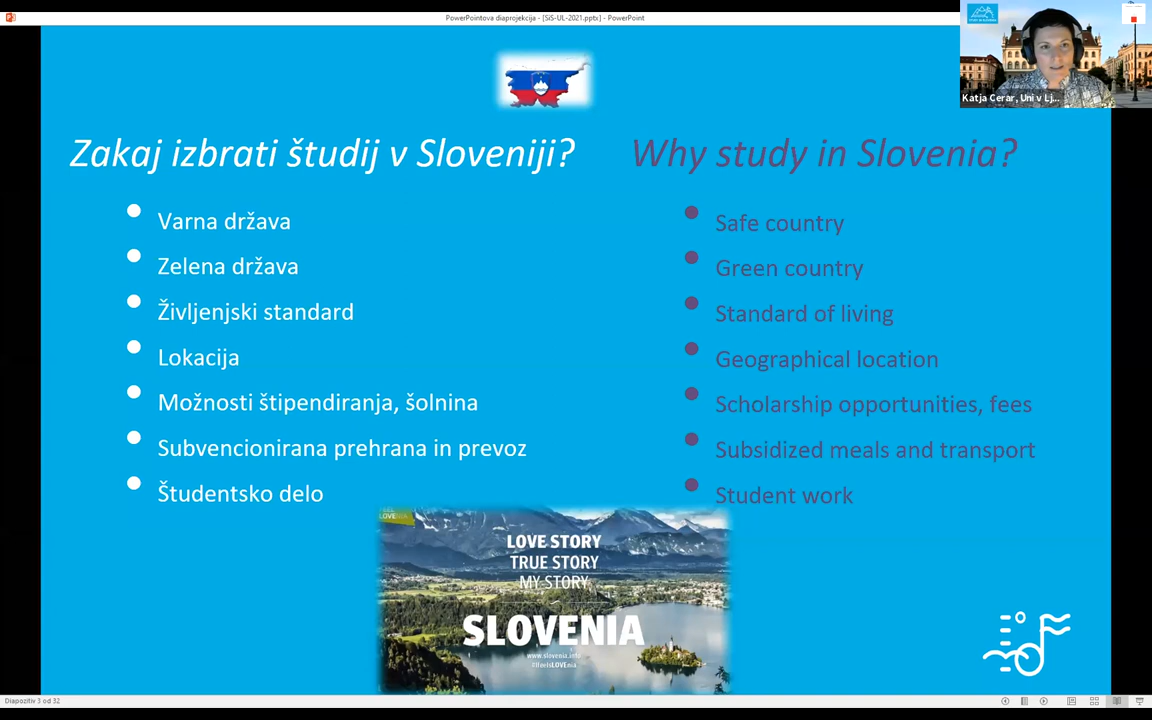 PowerPointova diaprojekcija - [SiS-UL-2021.pptx] - PowerPoint
Katja Cerar, Uni v Lj...
Zakaj izbrati študij v Sloveniji?
Varna država
Zelena država
Življenjski standard
Lokacija
Možnosti štipendiranja, šolnina
Subvencionirana prehrana in prevoz
Študentsko delo
Why study in Slovenia?
Safe country
Green country
Standard of living
Geographical location
Scholarship opportunities, fees
Subsidized meals and transport
Student work
LOVE STORY
TRUE STORY
MY STORY
SLOVENIA
www.slovenia.info
#ifeelsLOVEnia
Diapozitiv 3 od 32